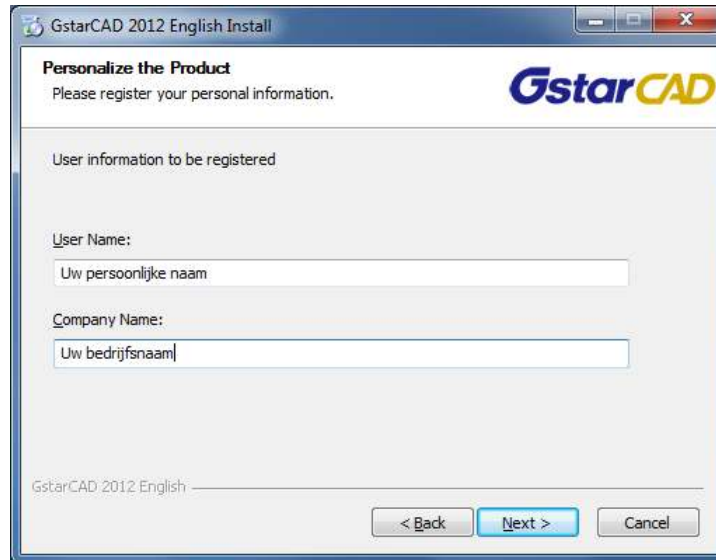 GstarCAD 2012 English Install
Personalize the Product
Please register your personal information.
GstarCAD
User information to be registered
User Name:
Uw persoonlijke naam
Company Name:
Uw bedrijfsnaam
GstarCAD 2012 English
< Back Next > Cancel